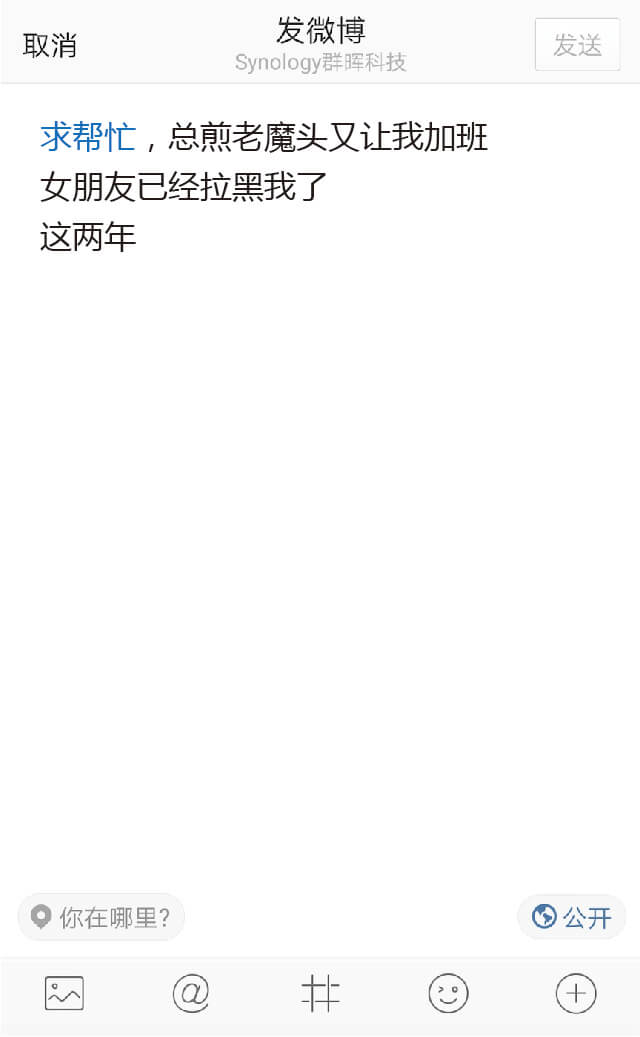 取消
发微博
Synology群晖科技
发送
求帮忙，总煎老魔头又让我加班
女朋友已经拉黑我了
这两年
你在哪里?
公开